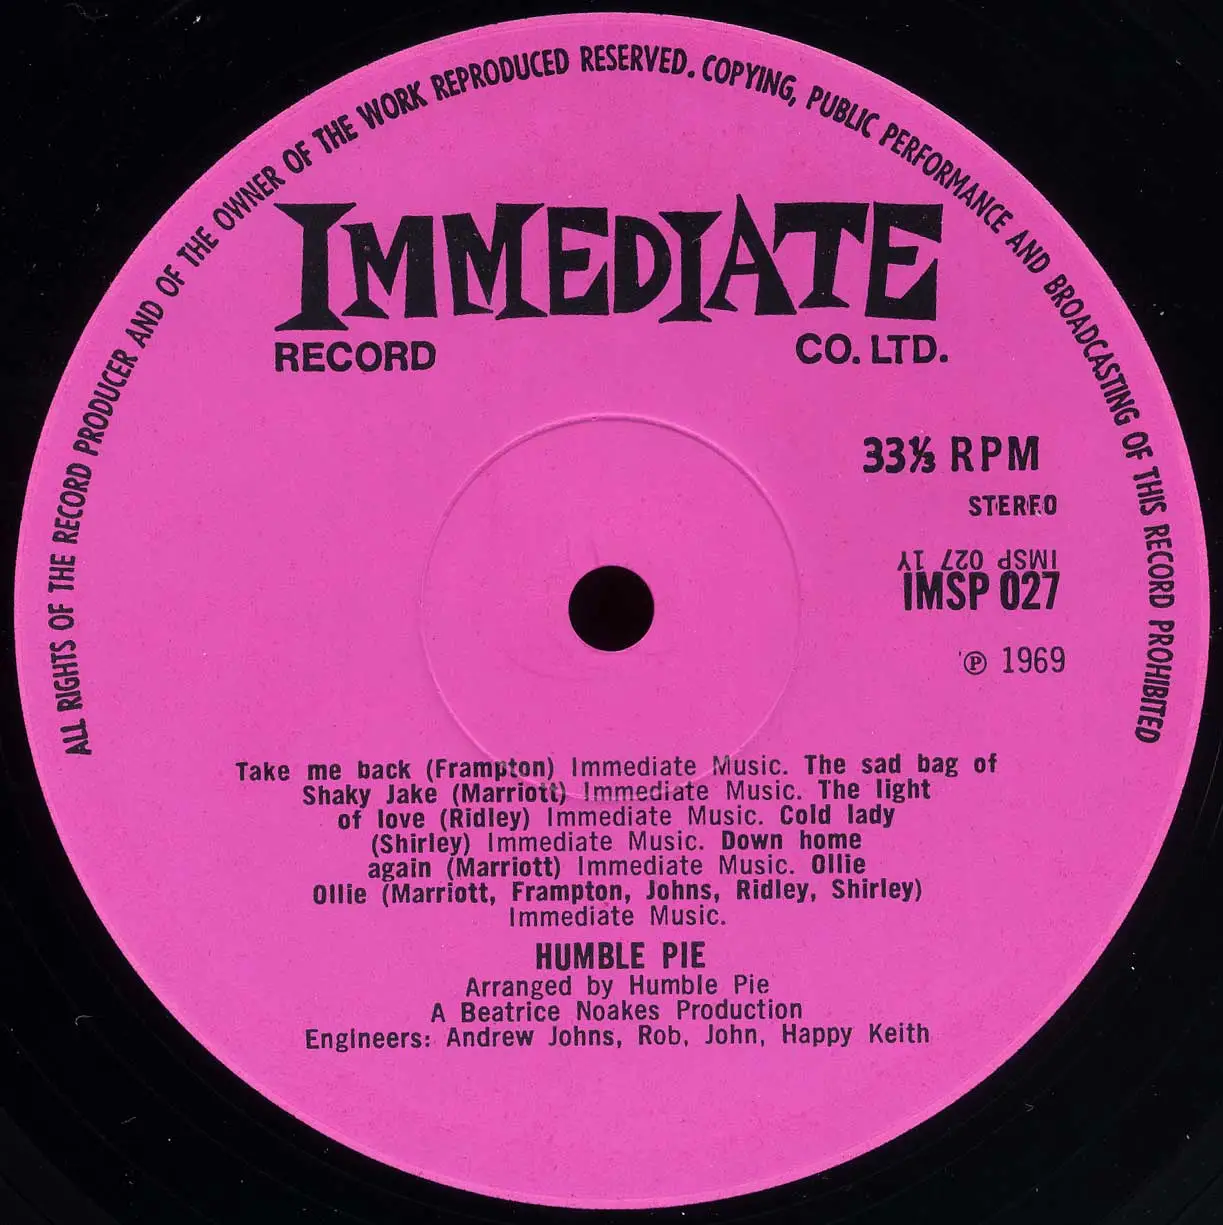 ALL RIGHTS OF THE RECORD PRODUCER AND OF THE OWNER OF THE WORK REPRODUCED RESERVED. COPYING, PUBLIC PERFORMANCE AND BROADCASTING OF THIS RECORD PROHIBITED
IMMEDIATE
RECORD CO. LTD.
33⅓ RPM
STEREO
IMSP 027 1Y
IMSP 027
℗ 1969
Take me back (Frampton) Immediate Music. The sad bag of
Shaky Jake (Marriott) Immediate Music. The light
of love (Ridley) Immediate Music. Cold lady
(Shirley) Immediate Music. Down home
again (Marriott) Immediate Music. Ollie
Ollie (Marriott, Frampton, Johns, Ridley, Shirley)
Immediate Music.
HUMBLE PIE
Arranged by Humble Pie
A Beatrice Noakes Production
Engineers: Andrew Johns, Rob, John, Happy Keith